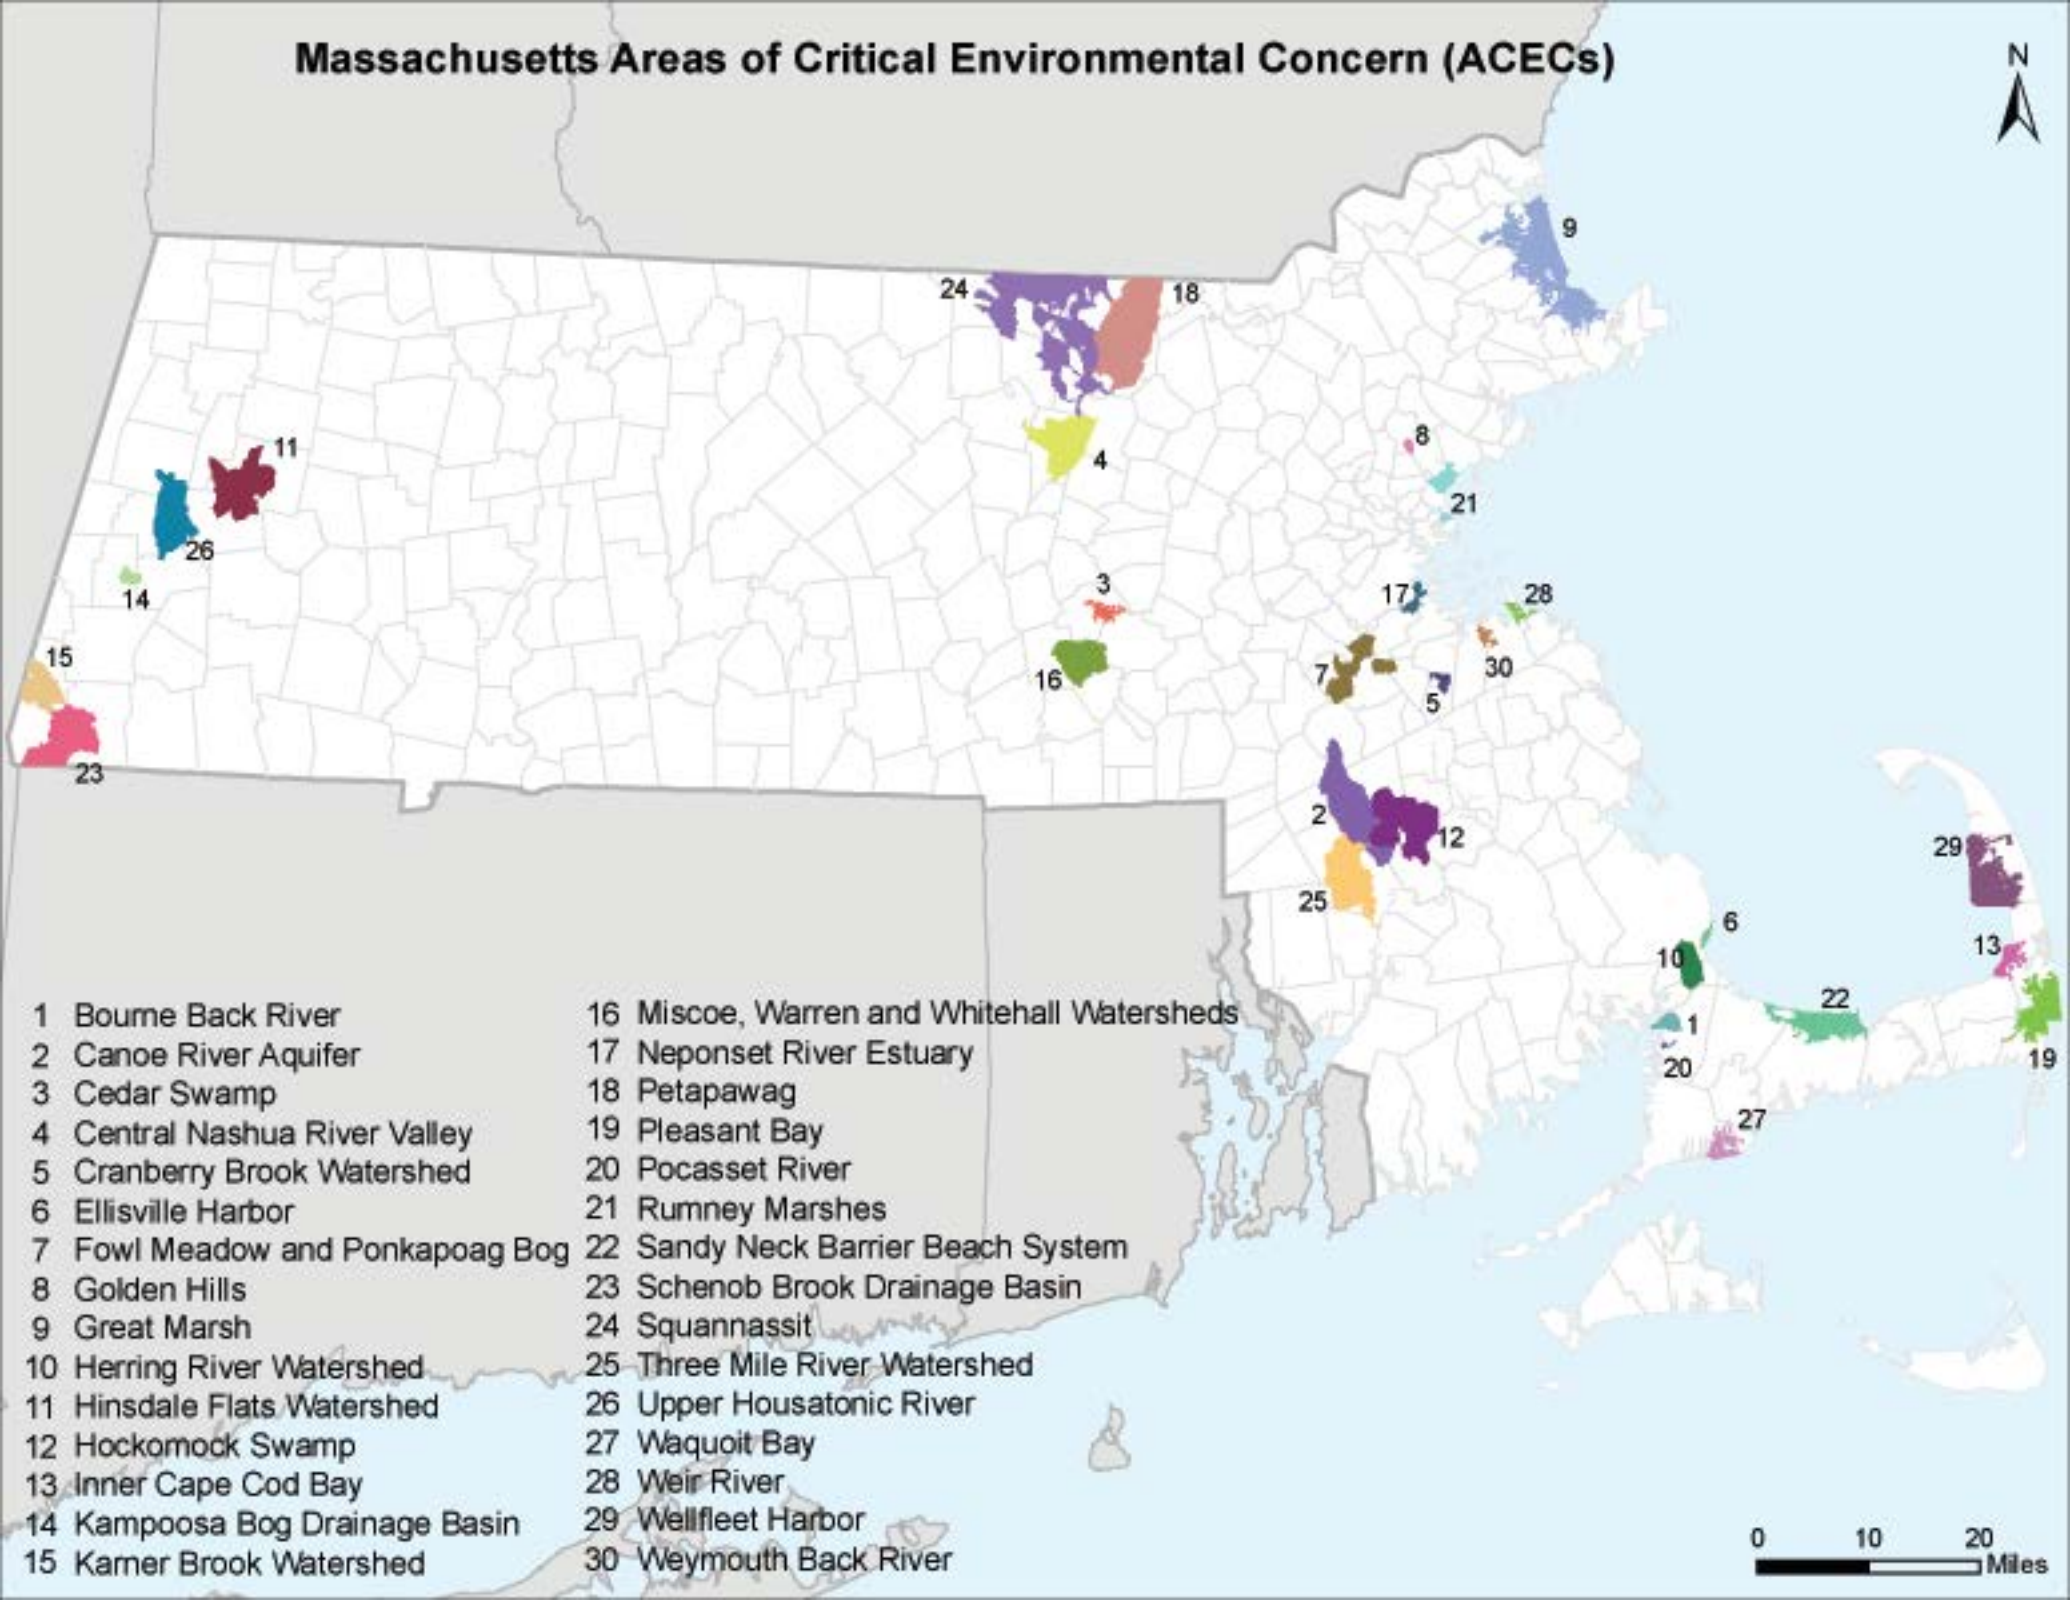 Massachusetts Areas of Critical Environmental Concern (ACECs)
N
9
24
18
11
8
4
21
26
14
3
17
28
15
16
7
30
5
23
2
12
29
25
6
13
10
22
1
19
20
27
1 Bourne Back River
2 Canoe River Aquifer
3 Cedar Swamp
4 Central Nashua River Valley
5 Cranberry Brook Watershed
6 Ellisville Harbor
7 Fowl Meadow and Ponkapoag Bog
8 Golden Hills
9 Great Marsh
10 Herring River Watershed
11 Hinsdale Flats Watershed
12 Hockomock Swamp
13 Inner Cape Cod Bay
14 Kampoosa Bog Drainage Basin
15 Karner Brook Watershed
16 Miscoe, Warren and Whitehall Watersheds
17 Neponset River Estuary
18 Petapawag
19 Pleasant Bay
20 Pocasset River
21 Rumney Marshes
22 Sandy Neck Barrier Beach System
23 Schenob Brook Drainage Basin
24 Squannassit
25 Three Mile River Watershed
26 Upper Housatonic River
27 Waquoit Bay
28 Weir River
29 Wellfleet Harbor
30 Weymouth Back River
0 10 20
Miles